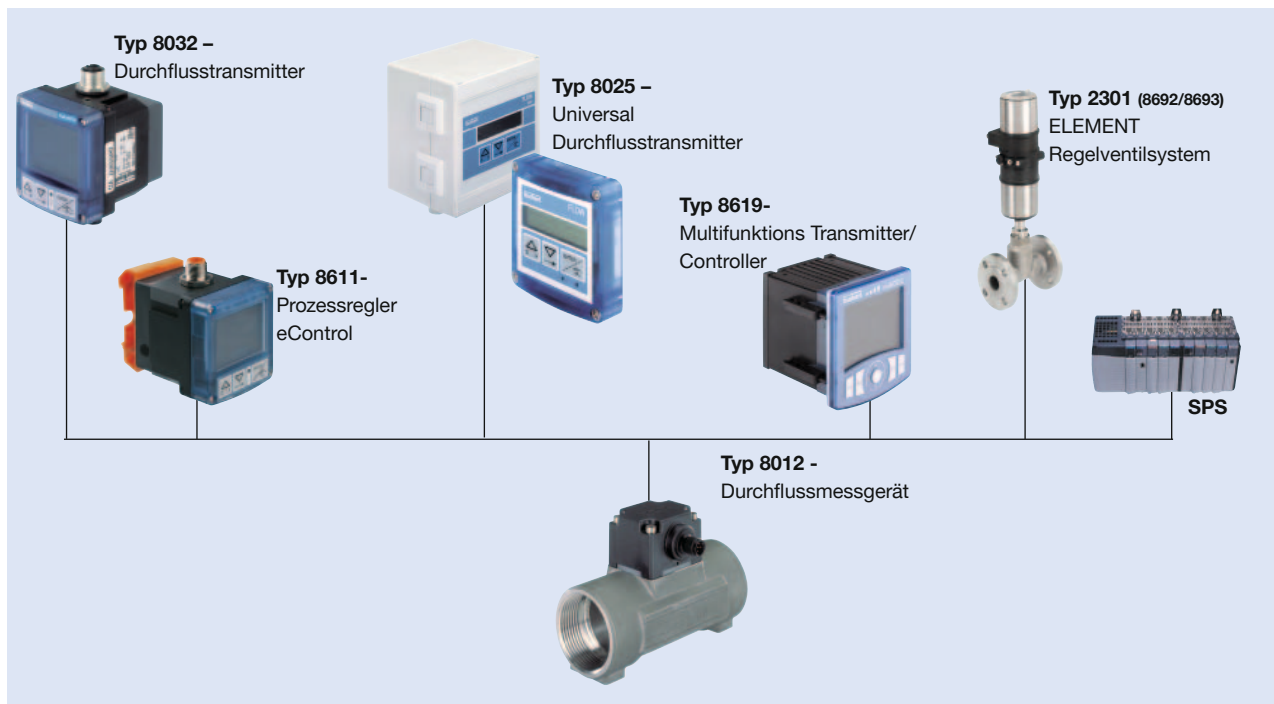 Typ 8032 –
Durchflusstransmitter
Typ 8025 –
Universal
Durchflusstransmitter
Typ 2301 (8692/8693)
ELEMENT
Regelventilsystem
Typ 8619-
Multifunktions Transmitter/
Controller
Typ 8611-
Prozessregler
eControl
FLOW
SPS
Typ 8012 -
Durchflussmessgerät